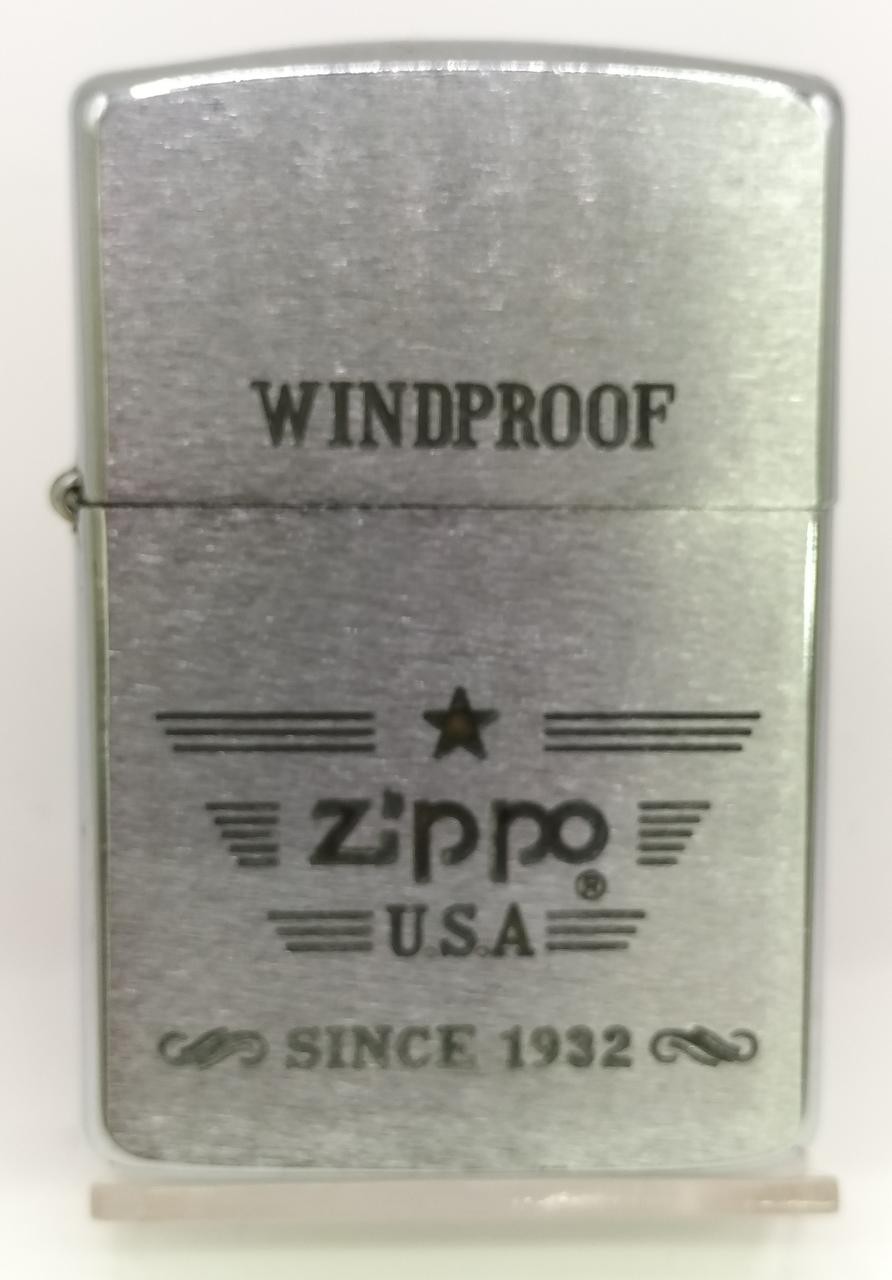 WINDPROOF
Zippo
®
U.S.A
SINCE 1932